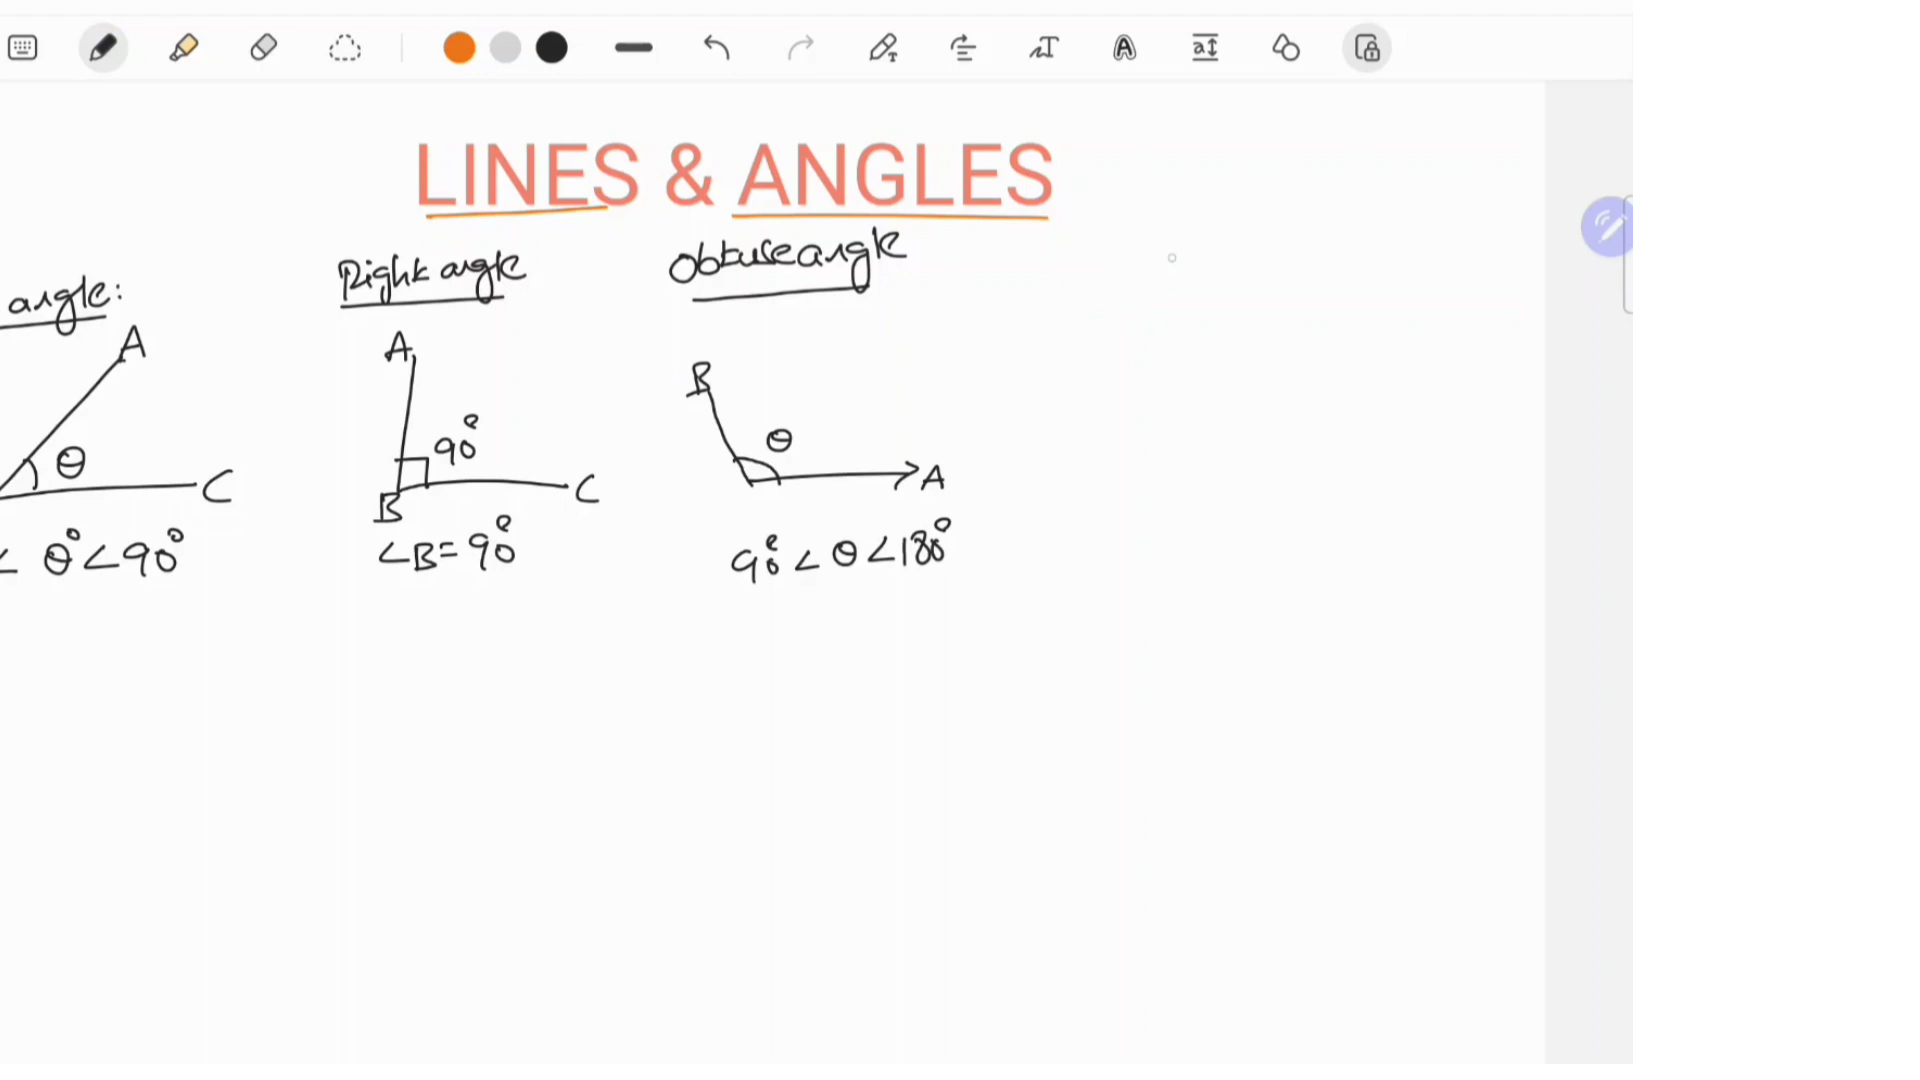 LINES & ANGLES
angle:
A
θ
C
< θ° < 90°
Right angle
A
90°
B
C
∠B = 90°
Obtuse angle
B
θ
A
90° < θ < 180°